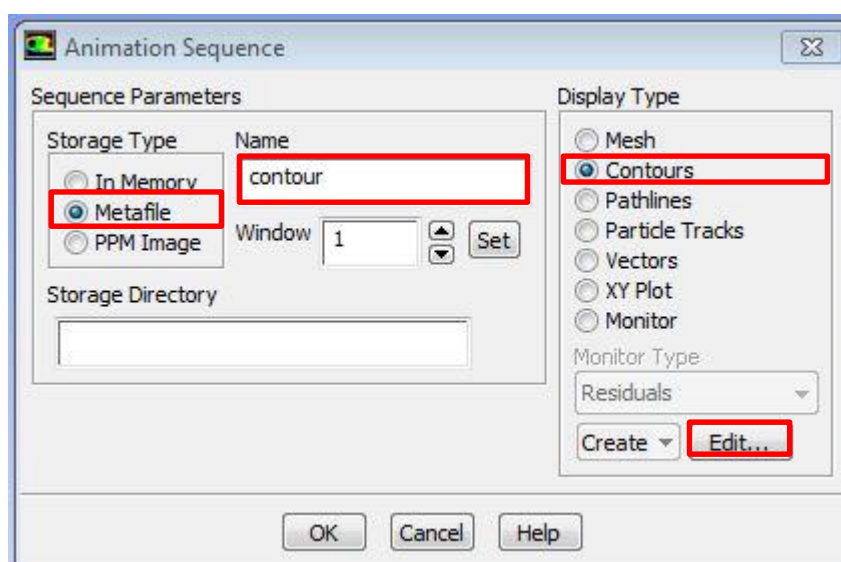 Animation Sequence
Sequence Parameters
Storage Type
In Memory
Metafile
PPM Image
Name
contour
Window 1 Set
Storage Directory
Display Type
Mesh
Contours
Pathlines
Particle Tracks
Vectors
XY Plot
Monitor
Monitor Type
Residuals
Create Edit...
OK Cancel Help